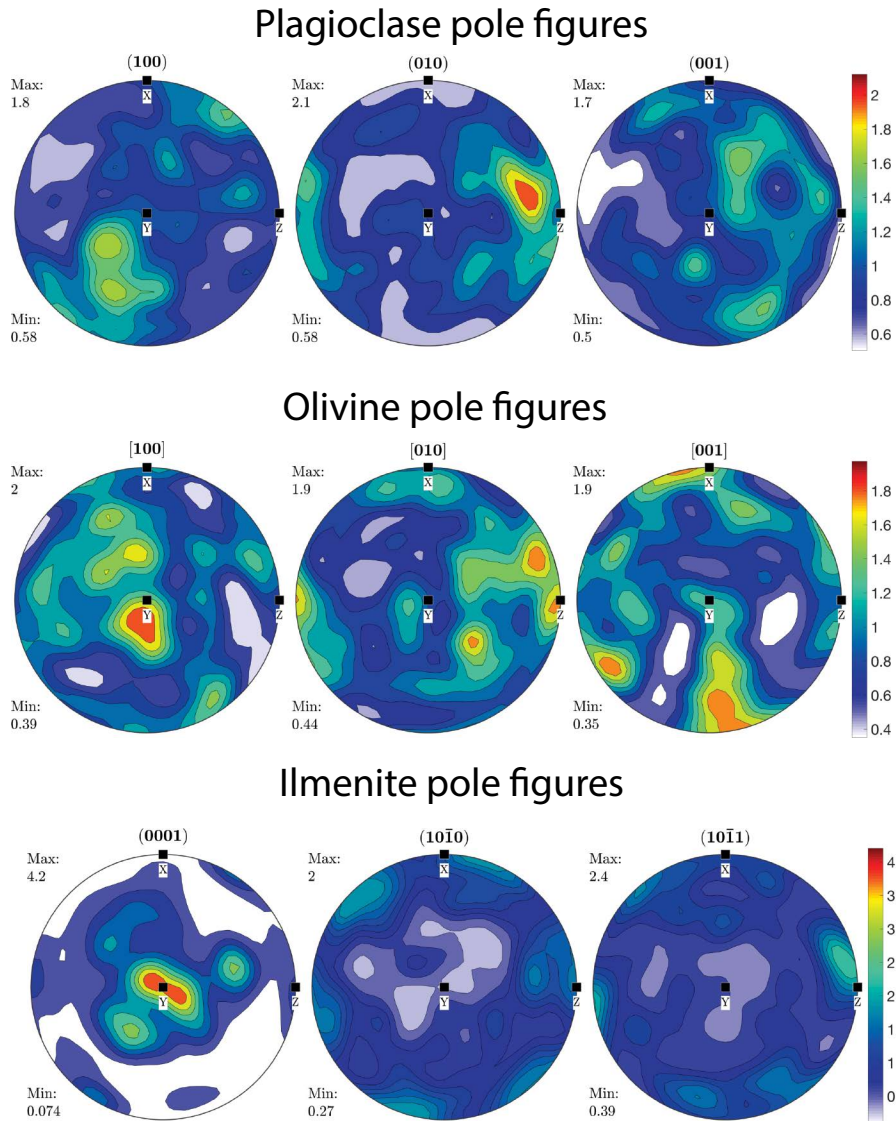 Plagioclase pole figures
(100)
(010)
(001)
Max:
1.8
Max:
2.1
Max:
1.7
X
X
X
Y
Z
Y
Z
Y
Z
Min:
0.58
Min:
0.58
Min:
0.5
2
1.8
1.6
1.4
1.2
1
0.8
0.6
Olivine pole figures
[100]
[010]
[001]
Max:
2
Max:
1.9
Max:
1.9
X
X
X
Y
Z
Y
Z
Y
Z
Min:
0.39
Min:
0.44
Min:
0.35
1.8
1.6
1.4
1.2
1
0.8
0.6
0.4
Ilmenite pole figures
(0001)
(101̄0)
(101̄1)
Max:
4.2
Max:
2
Max:
2.4
X
X
X
Y
Z
Y
Z
Y
Z
Min:
0.074
Min:
0.27
Min:
0.39
4
3
3
2
2
1
1
0